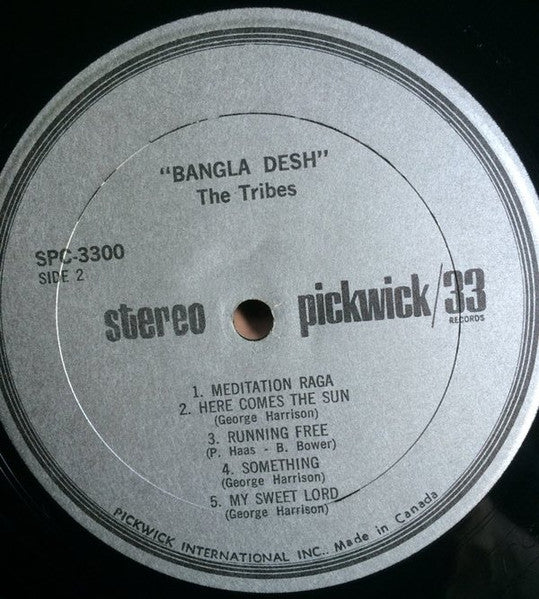 "BANGLA DESH"
The Tribes
SPC-3300
SIDE 2
stereo
pickwick/33
RECORDS
1. MEDITATION RAGA
2. HERE COMES THE SUN
(George Harrison)
3. RUNNING FREE
(P. Haas - B. Bower)
4. SOMETHING
(George Harrison)
5. MY SWEET LORD
(George Harrison)
PICKWICK INTERNATIONAL INC.. Made in Canada